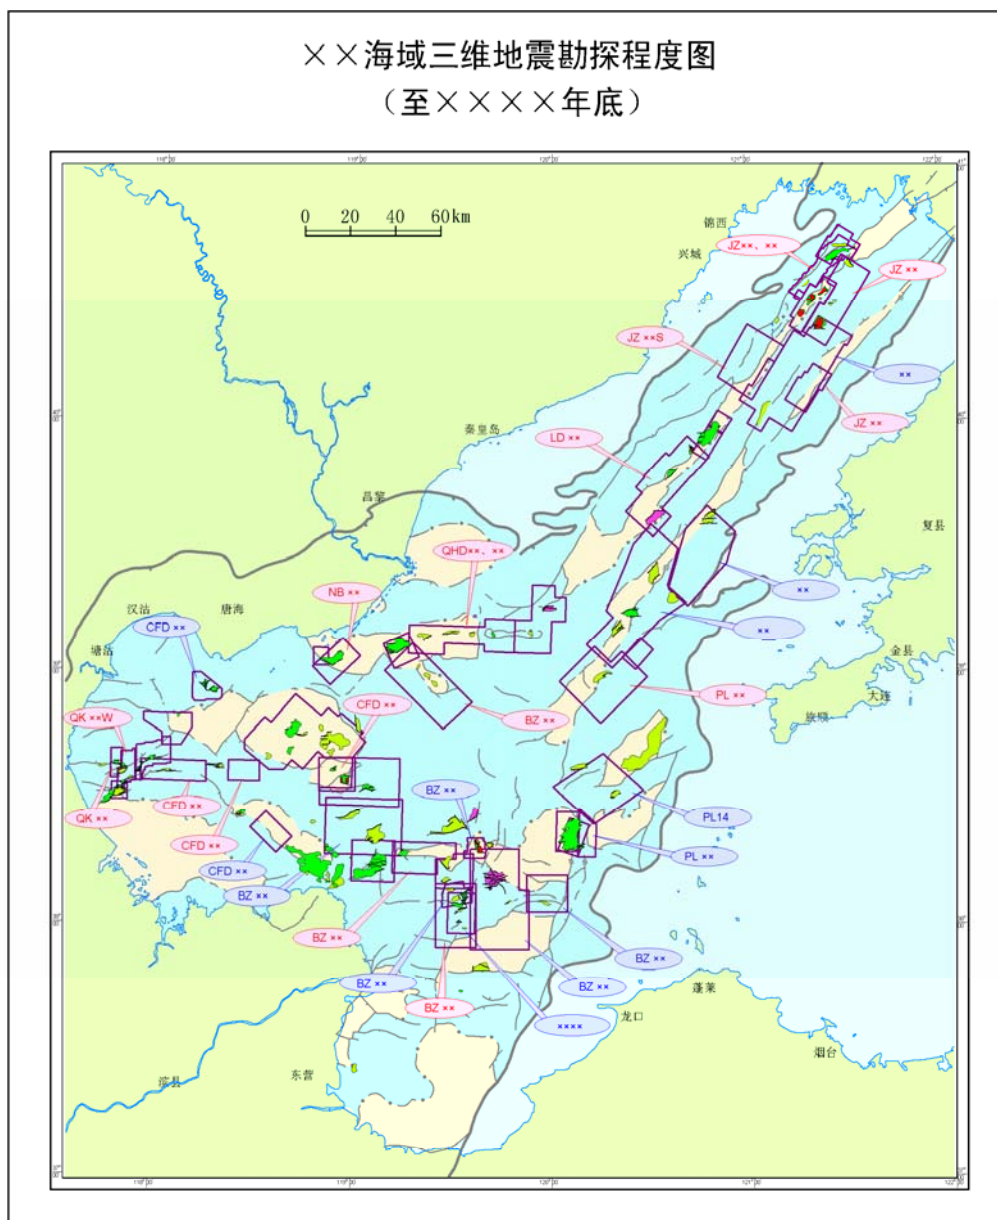 ××海域三维地震勘探程度图
（至××××年底）
0 20 40 60km
锦西
JZ××、××
兴城
JZ ××
JZ ××S
××
JZ ××
秦皇岛
LD ××
昌黎
复县
QHD××、××
NB ××
××
汉沽
唐海
CFD ××
××
塘沽
金县
PL ××
大连
旅顺
QK ××W
CFD ××
BZ ××
BZ ××
CFD ××
QK ××
PL14
CFD ××
PL ××
CFD ××
BZ ××
BZ ××
BZ ××
BZ ××
BZ ××
蓬莱
BZ ××
龙口
××××
烟台
东营
滨县